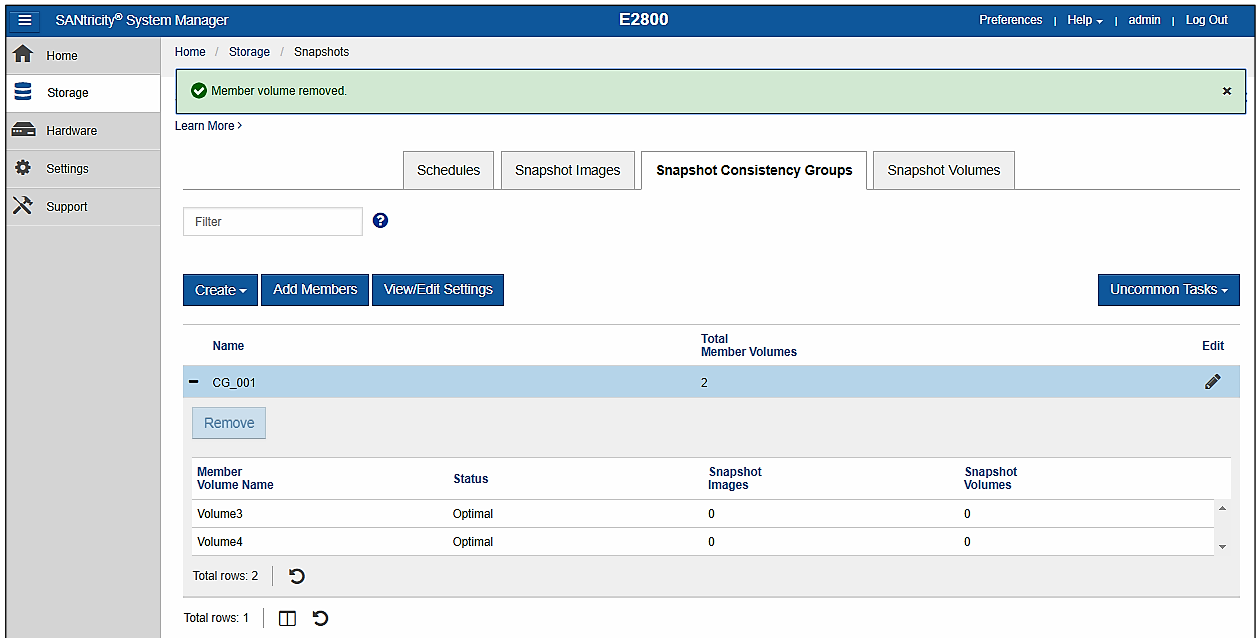 SANtricity® System Manager
E2800
Preferences | Help | admin | Log Out
Home
Storage
Hardware
Settings
Support
Home / Storage / Snapshots
Member volume removed.
×
Learn More >
Schedules
Snapshot Images
Snapshot Consistency Groups
Snapshot Volumes
Filter
?
Create
Add Members
View/Edit Settings
Uncommon Tasks
Name
Total
Member Volumes
Edit
CG_001 2
Remove
Member
Volume Name
Status
Snapshot
Images
Snapshot
Volumes
Volume3 Optimal 0 0
Volume4 Optimal 0 0
Total rows: 2
Total rows: 1